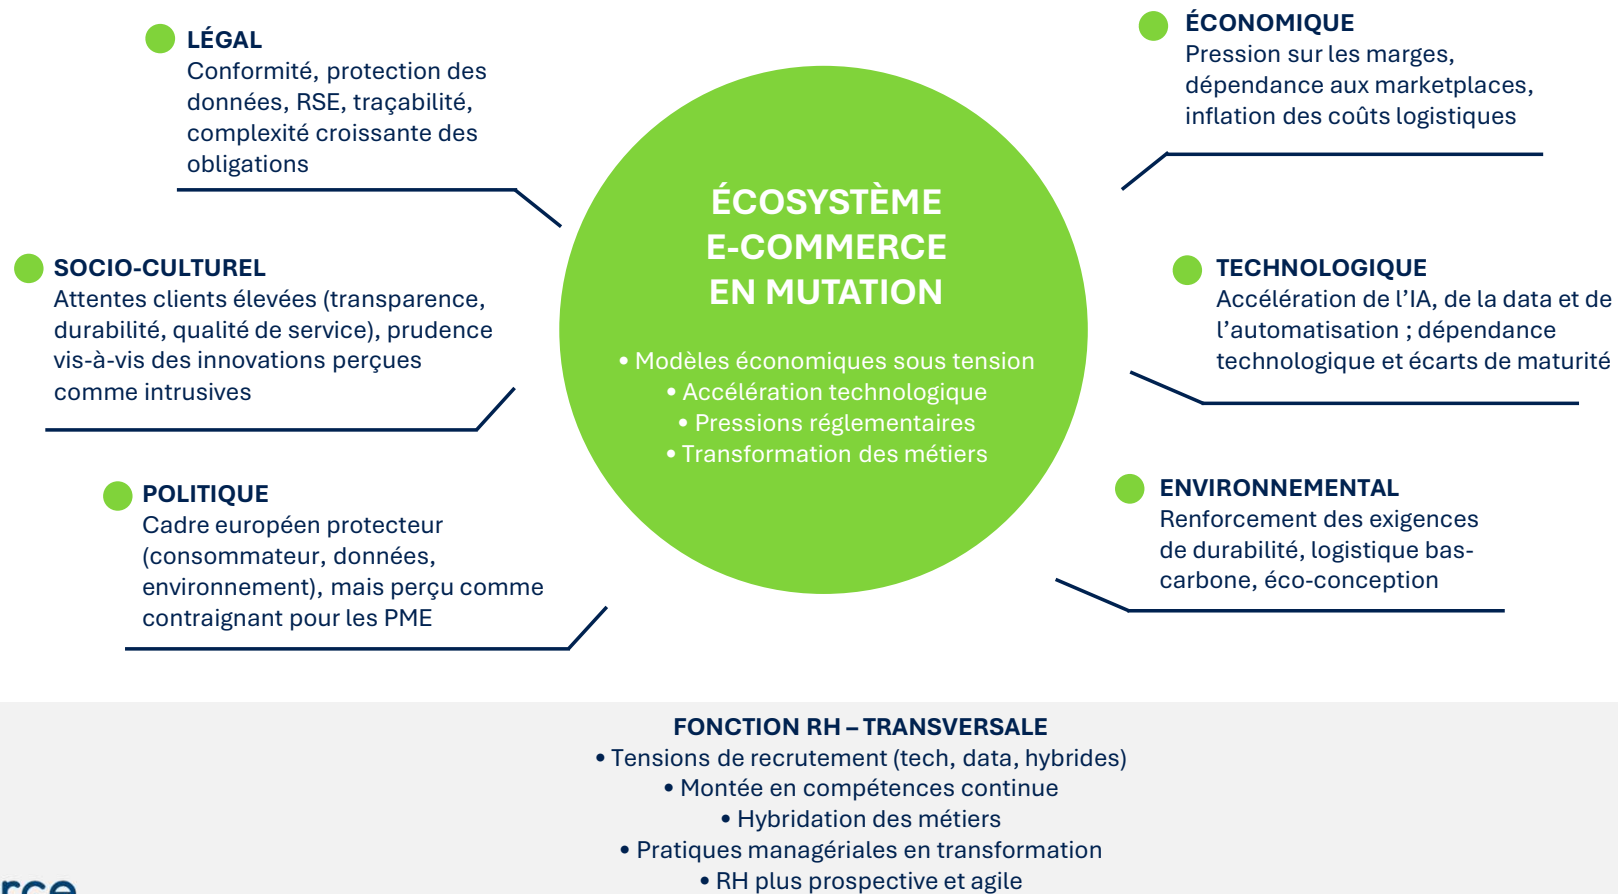 LÉGAL
Conformité, protection des
données, RSE, traçabilité,
complexité croissante des
obligations
SOCIO-CULTUREL
Attentes clients élevées (transparence,
durabilité, qualité de service), prudence
vis-à-vis des innovations perçues
comme intrusives
POLITIQUE
Cadre européen protecteur
(consommateur, données,
environnement), mais perçu comme
contraignant pour les PME
ÉCOSYSTÈME
E-COMMERCE
EN MUTATION
• Modèles économiques sous tension
• Accélération technologique
• Pressions réglementaires
• Transformation des métiers
ÉCONOMIQUE
Pression sur les marges,
dépendance aux marketplaces,
inflation des coûts logistiques
TECHNOLOGIQUE
Accélération de l’IA, de la data et de
l’automatisation ; dépendance
technologique et écarts de maturité
ENVIRONNEMENTAL
Renforcement des exigences
de durabilité, logistique bas-
carbone, éco-conception
FONCTION RH – TRANSVERSALE
• Tensions de recrutement (tech, data, hybrides)
• Montée en compétences continue
• Hybridation des métiers
• Pratiques managériales en transformation
• RH plus prospective et agile